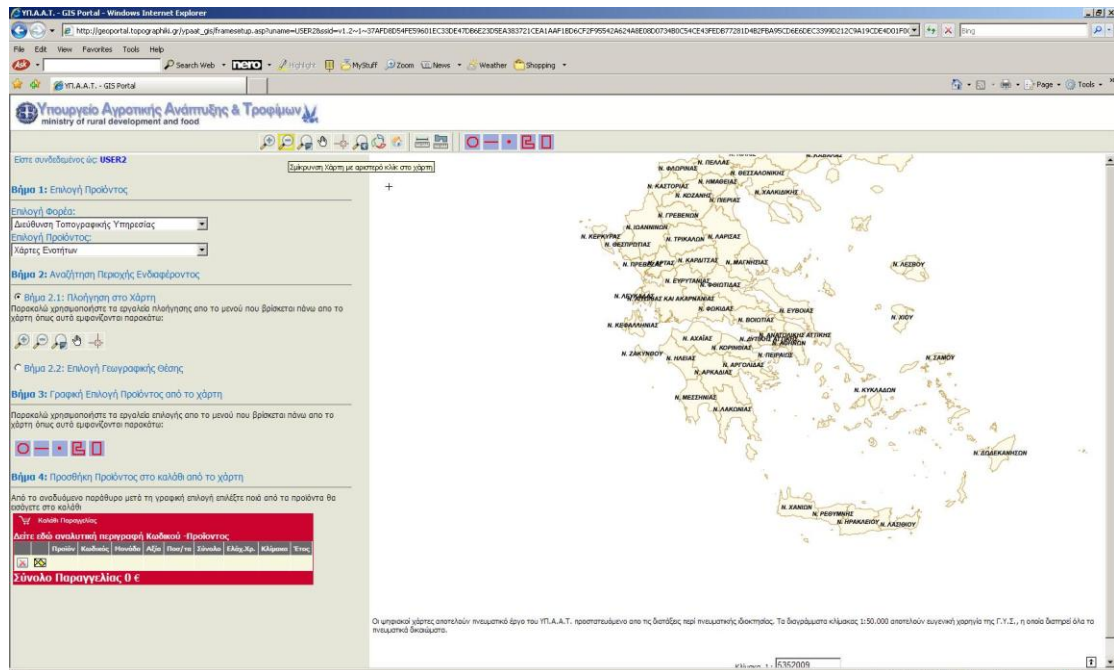 ΥΠ.Α.Α.Τ. - GIS Portal - Windows Internet Explorer
Bing
File Edit View Favorites Tools Help
Search Web NERO Highlight MyStuff Zoom News Weather Shopping
ΥΠ.Α.Α.Τ. - GIS Portal
Page Tools
Υπουργείο Αγροτικής Ανάπτυξης & Τροφίμων
ministry of rural development and food
Είστε συνδεδεμένος ώς: USER2
Σμίκρυνση Χάρτη με αριστερό κλίκ στο χάρτη
Βήμα 1: Επιλογή Προϊόντος
Επιλογή Φορέα:
Διεύθυνση Τοπογραφικής Υπηρεσίας
Επιλογή Προϊόντος:
Χάρτες Ενοτήτων
Βήμα 2: Αναζήτηση Περιοχής Ενδιαφέροντος
Βήμα 2.1: Πλοήγηση στο Χάρτη
Παρακαλώ χρησιμοποιήστε τα εργαλεία πλοήγησης απο το μενού που βρίσκεται πάνω απο το
χάρτη όπως αυτά εμφανίζονται παρακάτω:
Βήμα 2.2: Επιλογή Γεωγραφικής Θέσης
Βήμα 3: Γραφική Επιλογή Προϊόντος από το χάρτη
Παρακαλώ χρησιμοποιήστε τα εργαλεία επιλογής απο το μενού που βρίσκεται πάνω απο το
χάρτη όπως αυτά εμφανίζονται παρακάτω:
Βήμα 4: Προσθήκη Προϊόντος στο καλάθι από το χάρτη
Από το αναδυόμενο παράθυρο μετά τη γραφική επιλογή επιλέξτε ποιά από τα προϊόντα θα
εισάγετε στο καλάθι
Καλάθι Παραγγελίας
Δείτε εδώ αναλυτική περιγραφή Κωδικού -Προϊοντος
Προϊόν Κωδικός Μονάδα Αξία Ποσ/τα Σύνολο Ελάχ.Χρ. Κλίμακα Έτος
Σύνολο Παραγγελίας 0 €
Ν. ΠΕΛΛΑΣ
Ν. ΦΛΩΡΙΝΑΣ
Ν. ΘΕΣΣΑΛΟΝΙΚΗΣ
Ν. ΗΜΑΘΕΙΑΣ
Ν. ΚΑΣΤΟΡΙΑΣ
Ν. ΚΟΖΑΝΗΣ
Ν. ΠΙΕΡΙΑΣ
Ν. ΧΑΛΚΙΔΙΚΗΣ
Ν. ΓΡΕΒΕΝΩΝ
Ν. ΙΩΑΝΝΙΝΩΝ
Ν. ΚΕΡΚΥΡΑΣ
Ν. ΘΕΣΠΡΩΤΙΑΣ
Ν. ΤΡΙΚΑΛΩΝ
Ν. ΛΑΡΙΣΑΣ
Ν. ΚΑΡΔΙΤΣΑΣ
Ν. ΜΑΓΝΗΣΙΑΣ
Ν. ΛΕΣΒΟΥ
Ν. ΕΥΡΥΤΑΝΙΑΣ
Ν. ΦΩΚΙΔΑΣ
Ν. ΕΥΒΟΙΑΣ
Ν. ΒΟΙΩΤΙΑΣ
Ν. ΧΙΟΥ
Ν. ΚΕΦΑΛΛΗΝΙΑΣ
Ν. ΑΧΑΪΑΣ
Ν. ΚΟΡΙΝΘΙΑΣ
Ν. ΖΑΚΥΝΘΟΥ
Ν. ΗΛΕΙΑΣ
Ν. ΠΕΙΡΑΙΩΣ
Ν. ΑΡΓΟΛΙΔΑΣ
Ν. ΑΡΚΑΔΙΑΣ
Ν. ΣΑΜΟΥ
Ν. ΚΥΚΛΑΔΩΝ
Ν. ΜΕΣΣΗΝΙΑΣ
Ν. ΛΑΚΩΝΙΑΣ
Ν. ΔΩΔΕΚΑΝΗΣΩΝ
Ν. ΧΑΝΙΩΝ
Ν. ΡΕΘΥΜΝΗΣ
Ν. ΗΡΑΚΛΕΙΟΥ
Ν. ΛΑΣΙΘΙΟΥ
Οι ψηφιακοί χάρτες αποτελούν πνευματικό έργο του ΥΠ.Α.Α.Τ. προστατευόμενο απο τις διατάξεις περί πνευματικής ιδιοκτησίας. Τα διαγράμματα κλίμακας 1:50.000 αποτελούν ευγενική χορηγία της Γ.Υ.Σ., η οποία διατηρεί όλα τα
πνευματικά δικαιώματα.
Κλίμακα 1: 6352009